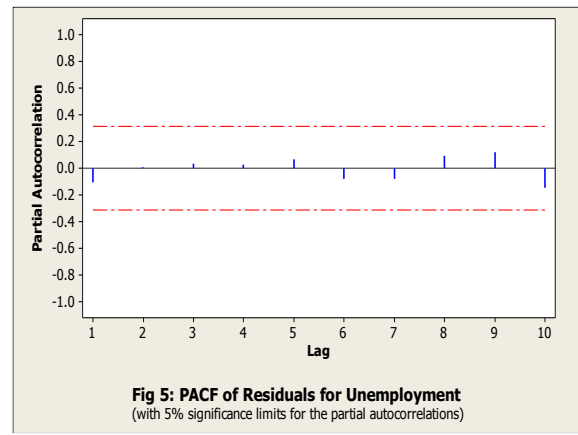 Partial Autocorrelation
1.0
0.8
0.6
0.4
0.2
0.0
-0.2
-0.4
-0.6
-0.8
-1.0
1 2 3 4 5 6 7 8 9 10
Lag
Fig 5: PACF of Residuals for Unemployment
(with 5% significance limits for the partial autocorrelations)